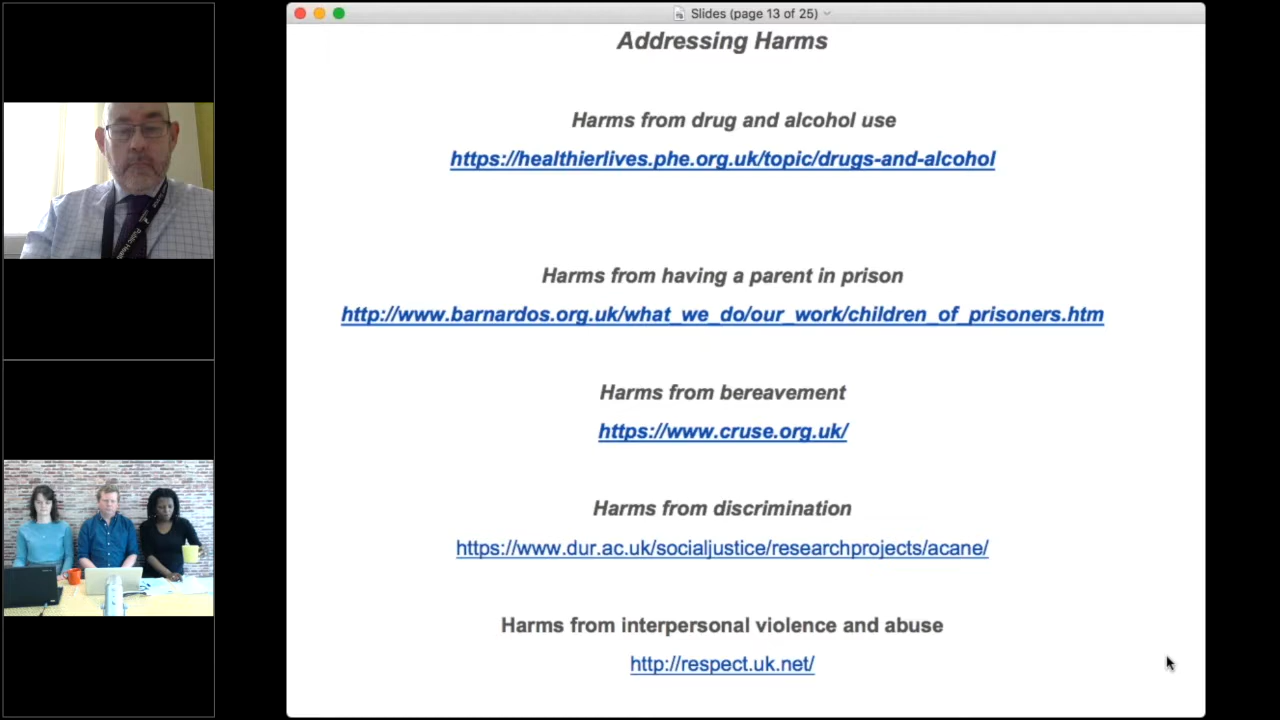 Slides (page 13 of 25)
Addressing Harms
Harms from drug and alcohol use
https://healthierlives.phe.org.uk/topic/drugs-and-alcohol
Harms from having a parent in prison
http://www.barnardos.org.uk/what_we_do/our_work/children_of_prisoners.htm
Harms from bereavement
https://www.cruse.org.uk/
Harms from discrimination
https://www.dur.ac.uk/socialjustice/researchprojects/acane/
Harms from interpersonal violence and abuse
http://respect.uk.net/